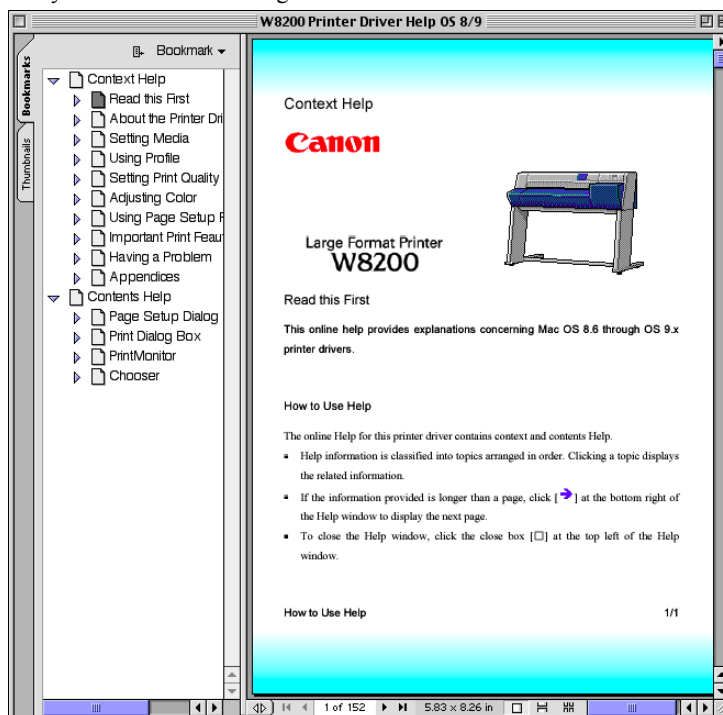 W8200 Printer Driver Help OS 8/9
Bookmarks
Thumbnails
Bookmark
Context Help
Read this First
About the Printer Dri
Setting Media
Using Profile
Setting Print Quality
Adjusting Color
Using Page Setup
Important Print Feau
Having a Problem
Appendices
Contents Help
Page Setup Dialog
Print Dialog Box
PrintMonitor
Chooser
Context Help
Canon
Large Format Printer
W8200
Read this First
This online help provides explanations concerning Mac OS 8.6 through OS 9.x
printer drivers.
How to Use Help
The online Help for this printer driver contains context and contents Help.
▪ Help information is classified into topics arranged in order. Clicking a topic displays
the related information.
▪ If the information provided is longer than a page, click [➔] at the bottom right of
the Help window to display the next page.
▪ To close the Help window, click the close box [□] at the top left of the Help
window.
How to Use Help 1/1
1 of 152 5.83 × 8.26 in